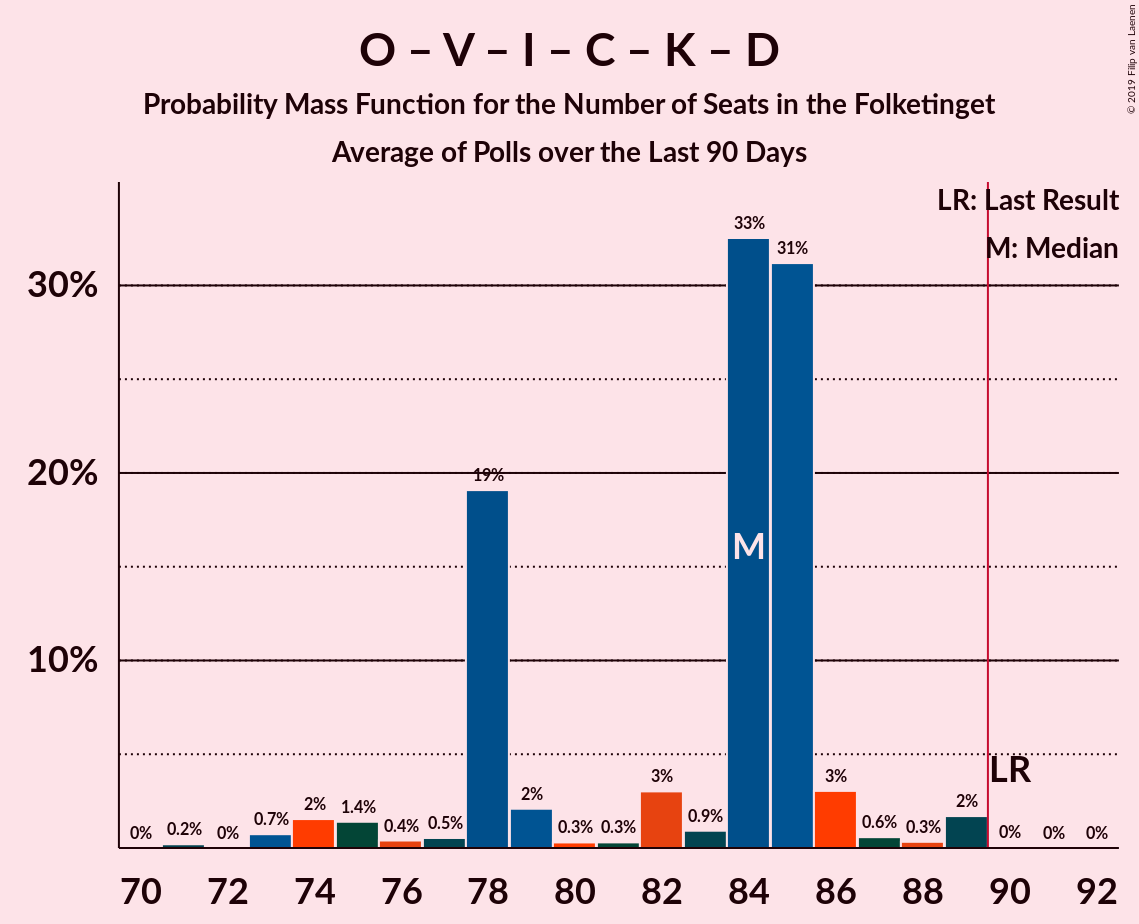 O – V – I – C – K – D
Probability Mass Function for the Number of Seats in the Folketinget
Average of Polls over the Last 90 Days
© 2019 Filip van Laenen
LR: Last Result
M: Median
30%
20%
10%
0%
0.2%
0%
0.7%
2%
1.4%
0.4%
0.5%
19%
2%
0.3%
0.3%
3%
0.9%
33%
31%
3%
0.6%
0.3%
2%
0%
0%
0%
M
LR
70 72 74 76 78 80 82 84 86 88 90 92